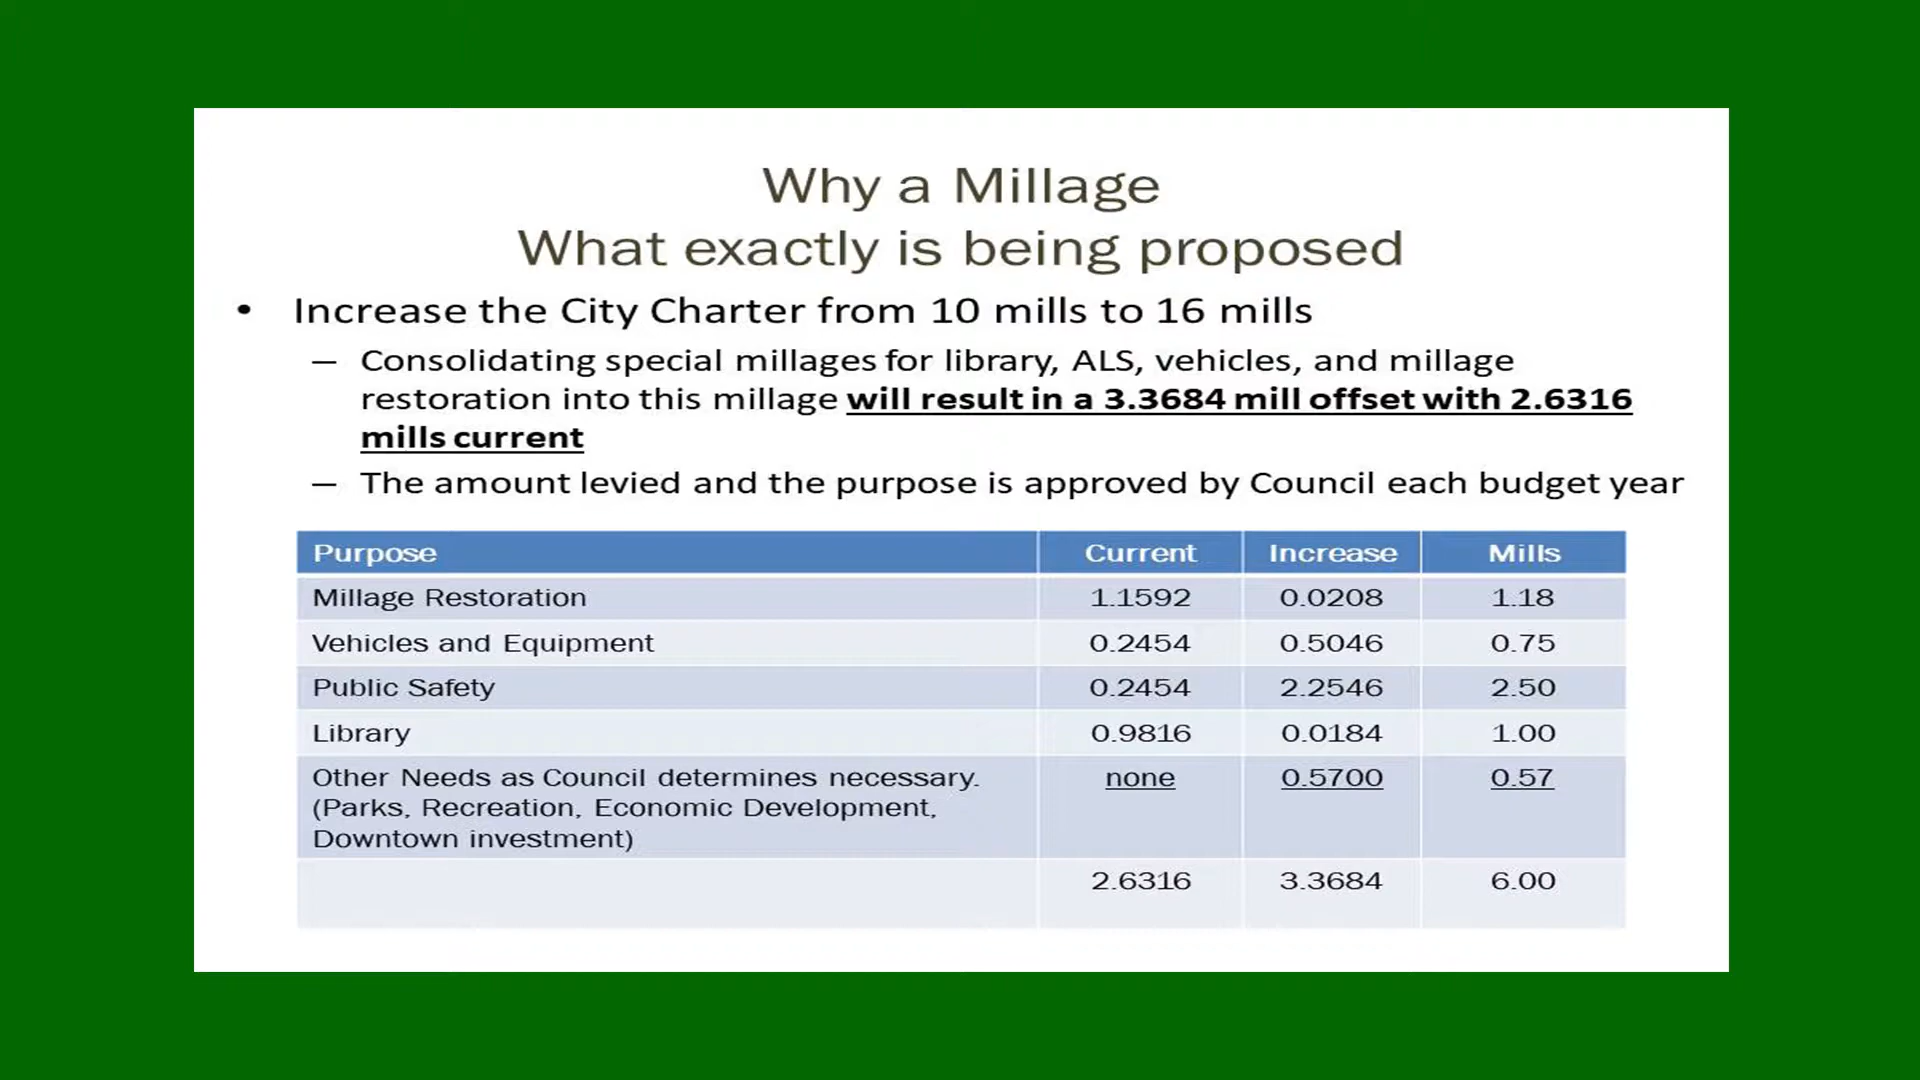 Why a Millage
What exactly is being proposed
• Increase the City Charter from 10 mills to 16 mills
– Consolidating special millages for library, ALS, vehicles, and millage
restoration into this millage will result in a 3.3684 mill offset with 2.6316
mills current
– The amount levied and the purpose is approved by Council each budget year
Purpose Current Increase Mills
Millage Restoration 1.1592 0.0208 1.18
Vehicles and Equipment 0.2454 0.5046 0.75
Public Safety 0.2454 2.2546 2.50
Library 0.9816 0.0184 1.00
Other Needs as Council determines necessary. none 0.5700 0.57
(Parks, Recreation, Economic Development,
Downtown investment)
2.6316 3.3684 6.00